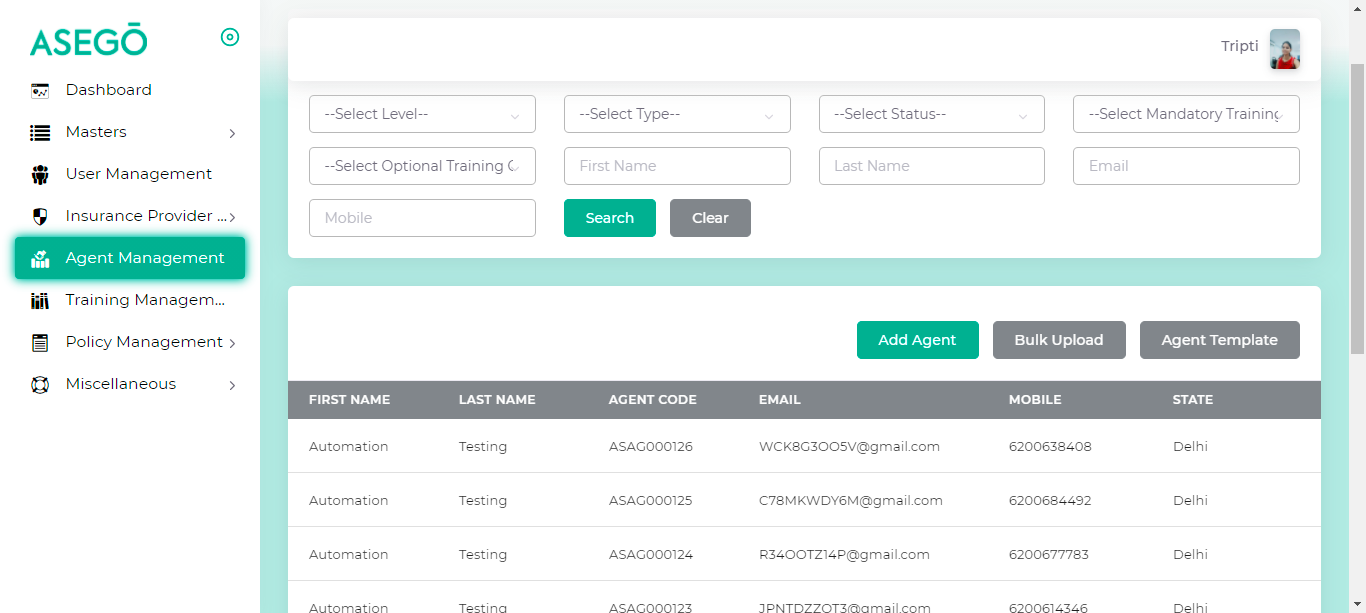 ASEGŌ
Dashboard
Masters
User Management
Insurance Provider ...
Agent Management
Training Managem...
Policy Management
Miscellaneous
Tripti
--Select Level-- --Select Type-- --Select Status-- --Select Mandatory Training
--Select Optional Training C First Name Last Name Email
Mobile Search Clear
Add Agent Bulk Upload Agent Template
FIRST NAME LAST NAME AGENT CODE EMAIL MOBILE STATE
Automation Testing ASAG000126 WCK8G3OO5V@gmail.com 6200638408 Delhi
Automation Testing ASAG000125 C78MKWDY6M@gmail.com 6200684492 Delhi
Automation Testing ASAG000124 R34OOTZ14P@gmail.com 6200677783 Delhi
Automation Testing ASAG000123 JPNTDZZOT3@gmail.com 6200614346 Delhi